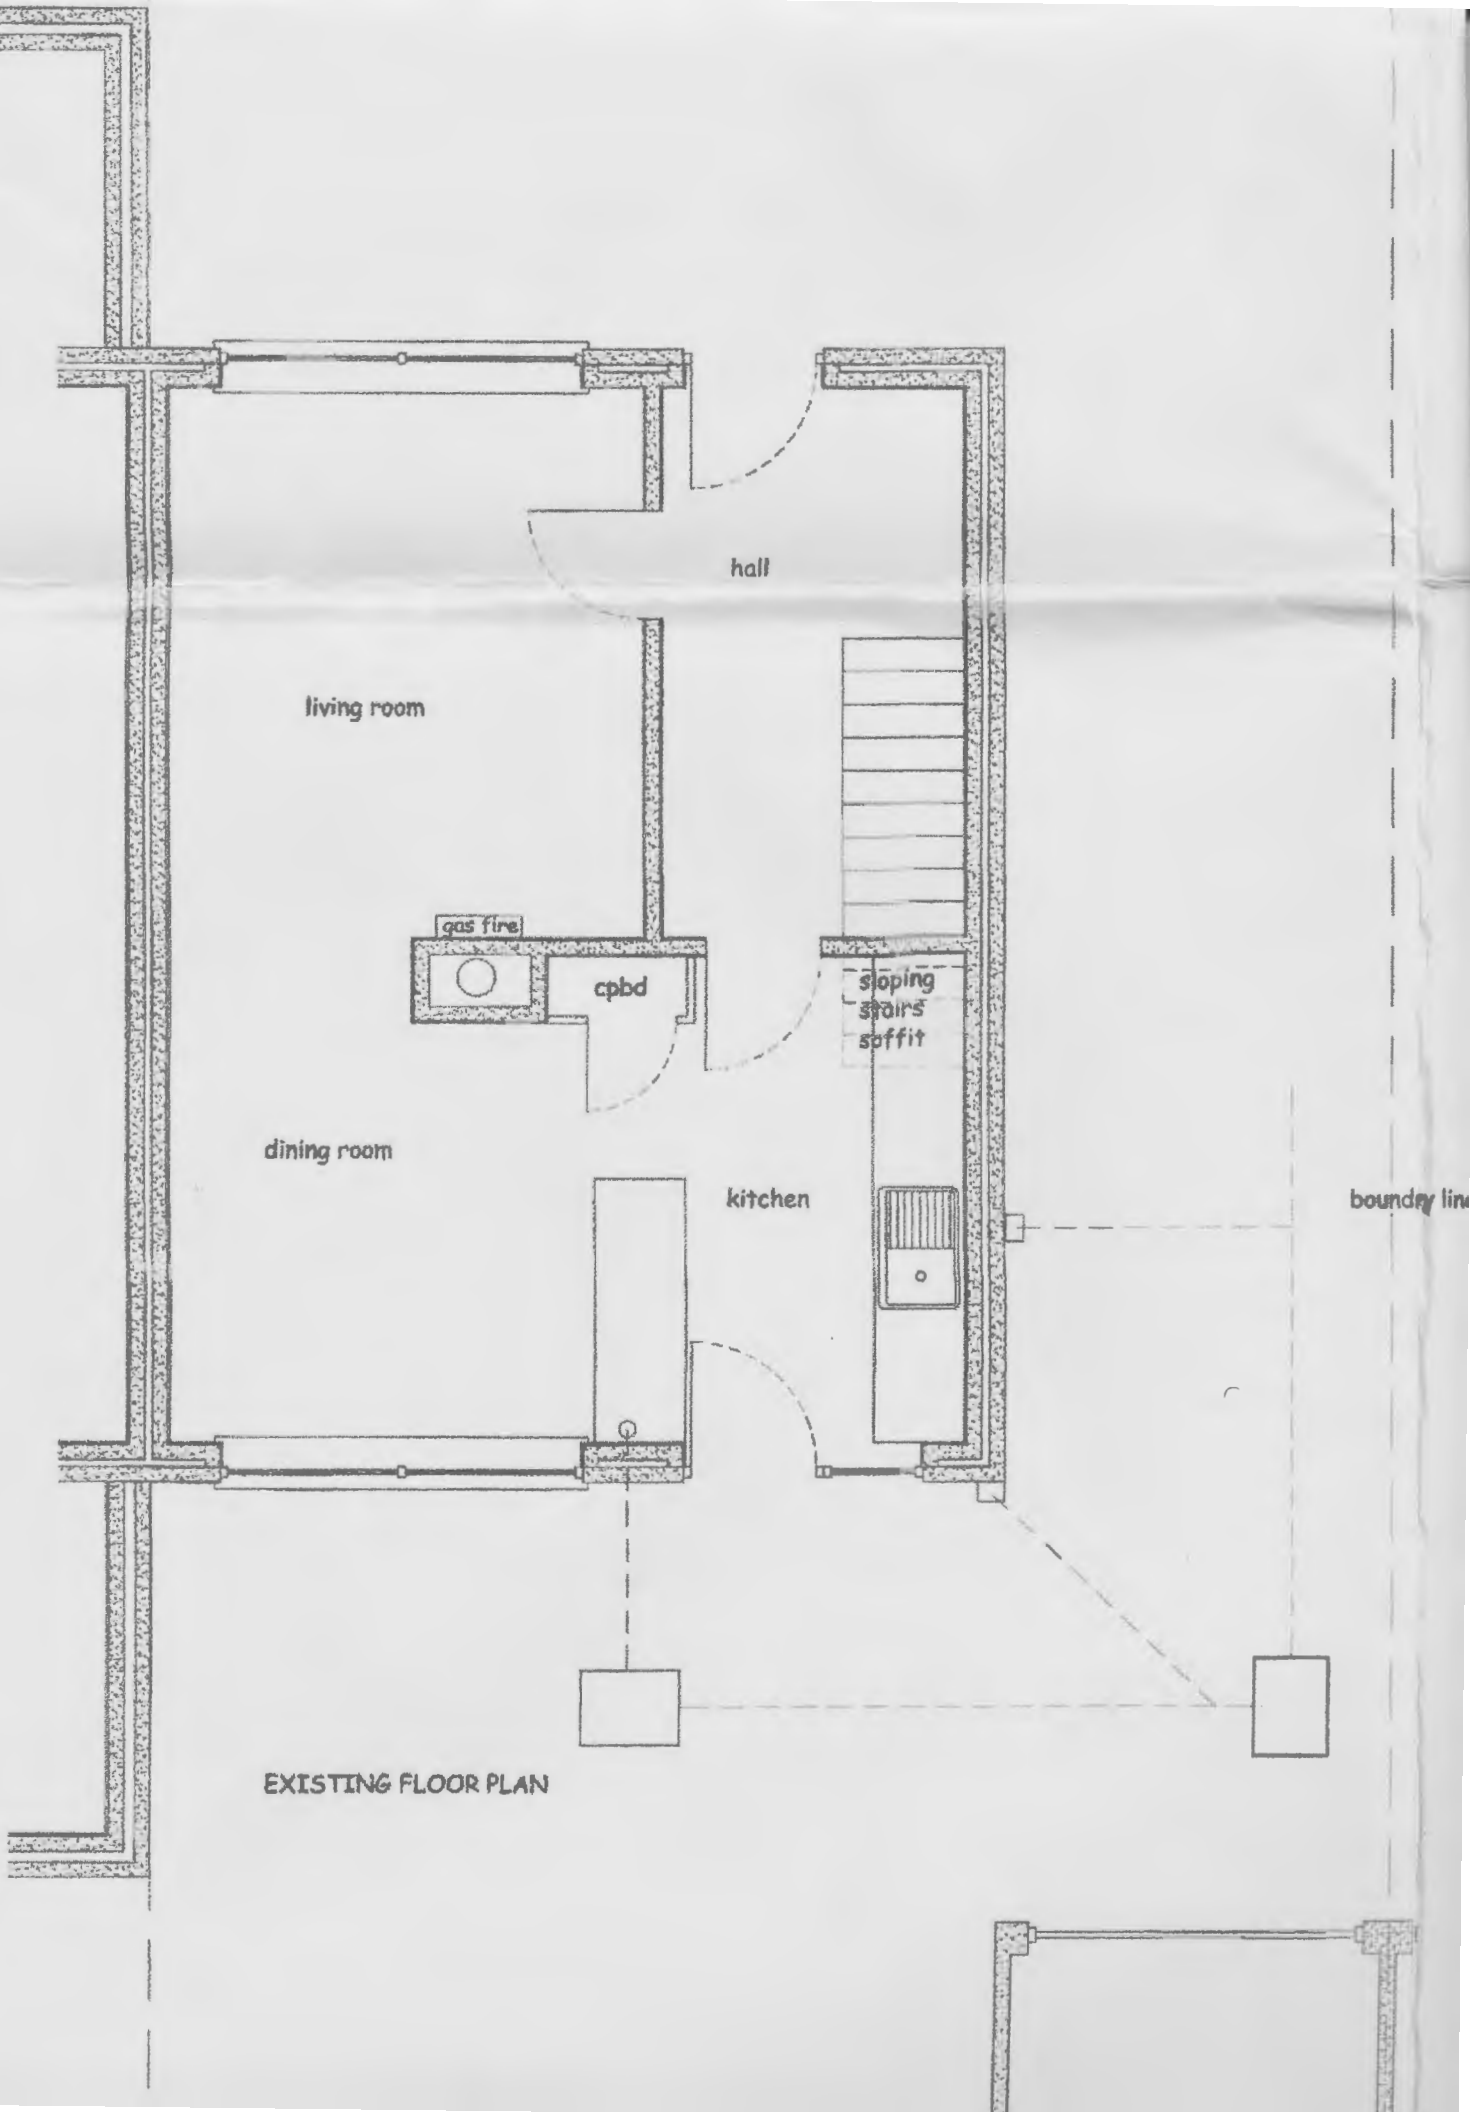 hall
living room
gas fire
cpbd
sloping
stairs
soffit
dining room
kitchen
boundry line
EXISTING FLOOR PLAN